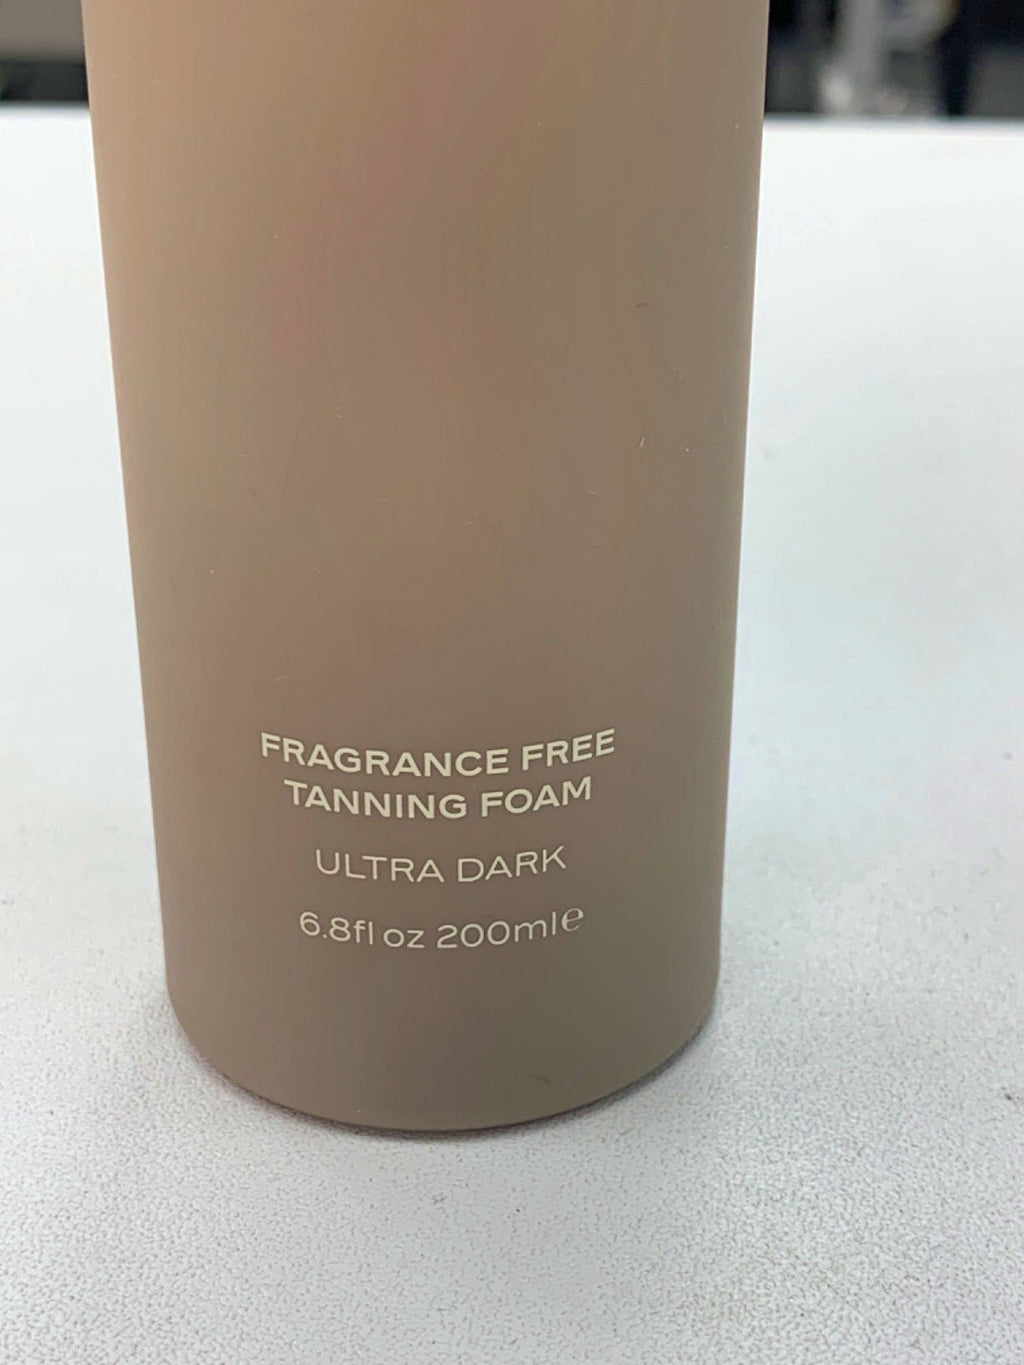 FRAGRANCE FREE
TANNING FOAM
ULTRA DARK
6.8fl oz 200ml℮